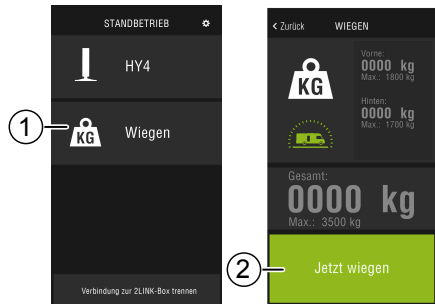 STANDBETRIEB
HY4
1
KG
Wiegen
Verbindung zur 2LINK-Box trennen
< Zurück WIEGEN
KG
Vorne:
0000 kg
Max.: 1800 kg
Hinten:
0000 kg
Max.: 1700 kg
Gesamt:
0000 kg
Max.: 3500 kg
2
Jetzt wiegen